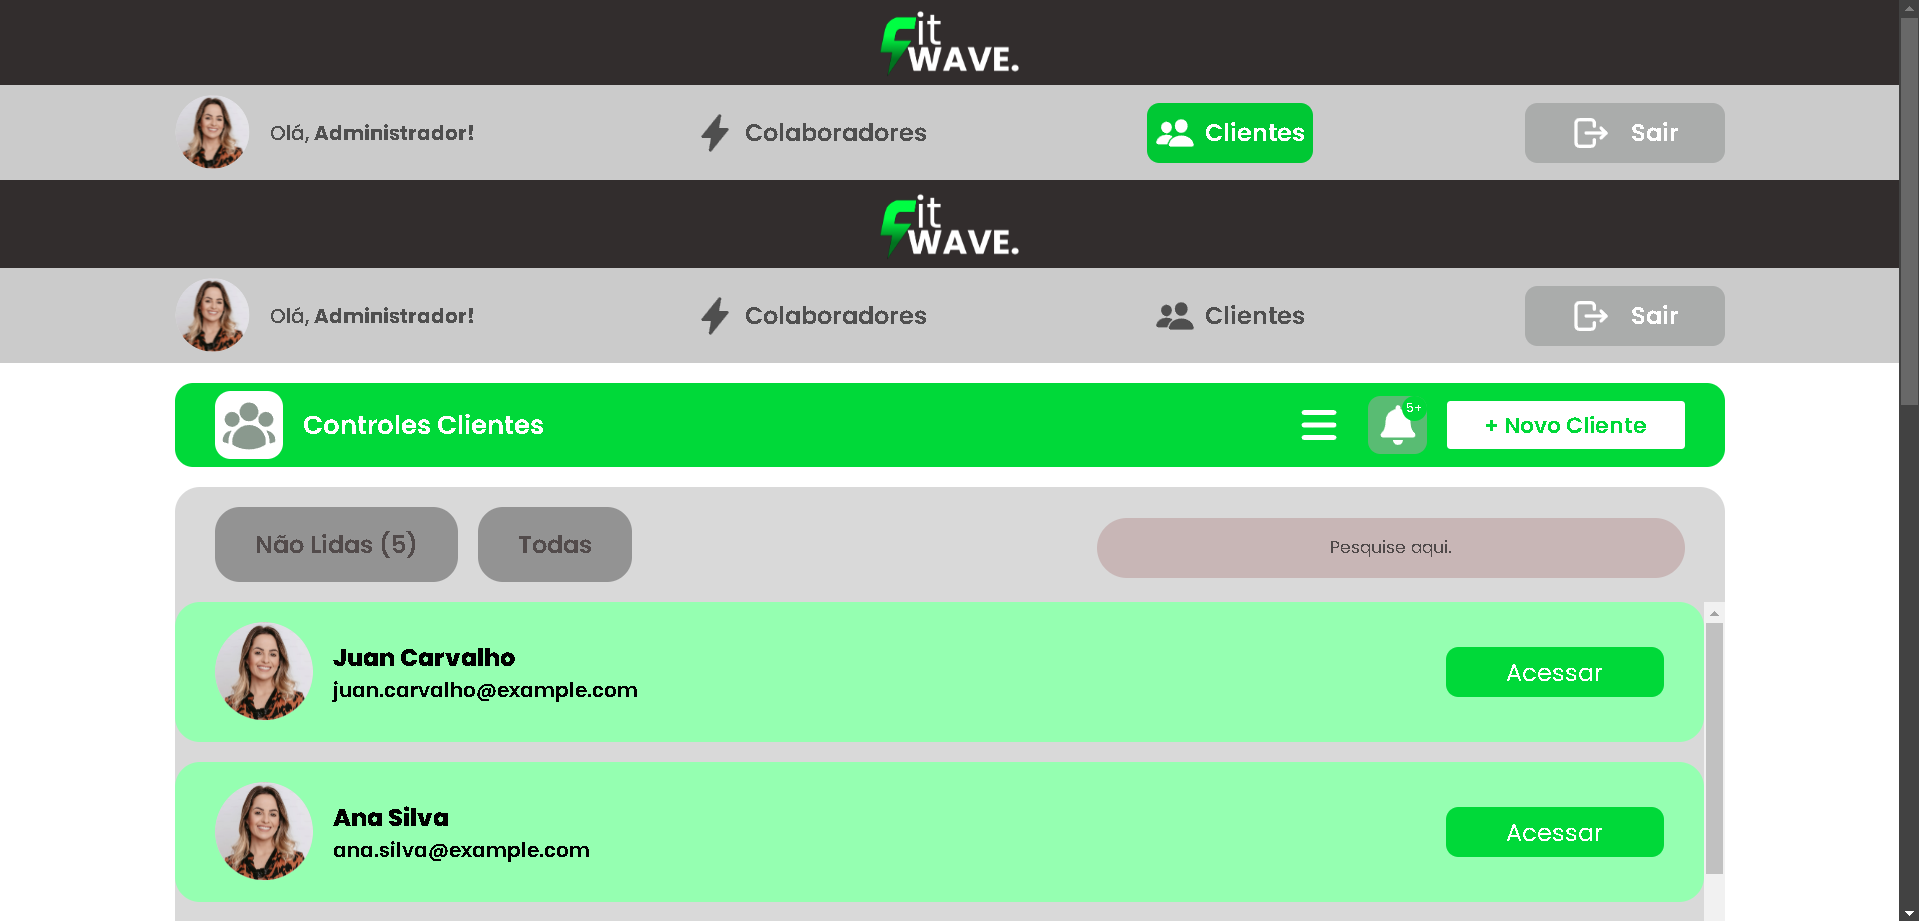 Fit
WAVE.
Olá, Administrador!
Colaboradores
Clientes
Sair
Fit
WAVE.
Olá, Administrador!
Colaboradores
Clientes
Sair
Controles Clientes
5+
+ Novo Cliente
Não Lidas (5)
Todas
Pesquise aqui.
Juan Carvalho
juan.carvalho@example.com
Acessar
Ana Silva
ana.silva@example.com
Acessar